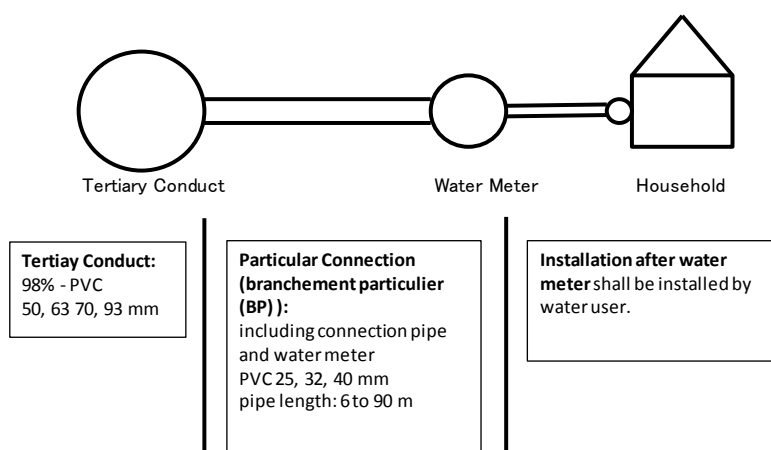 Tertiary Conduct
Water Meter
Household
Tertiay Conduct:
98% - PVC
50, 63 70, 93 mm
Particular Connection
(branchement particulier
(BP) ):
including connection pipe
and water meter
PVC 25, 32, 40 mm
pipe length: 6 to 90 m
Installation after water
meter shall be installed by
water user.